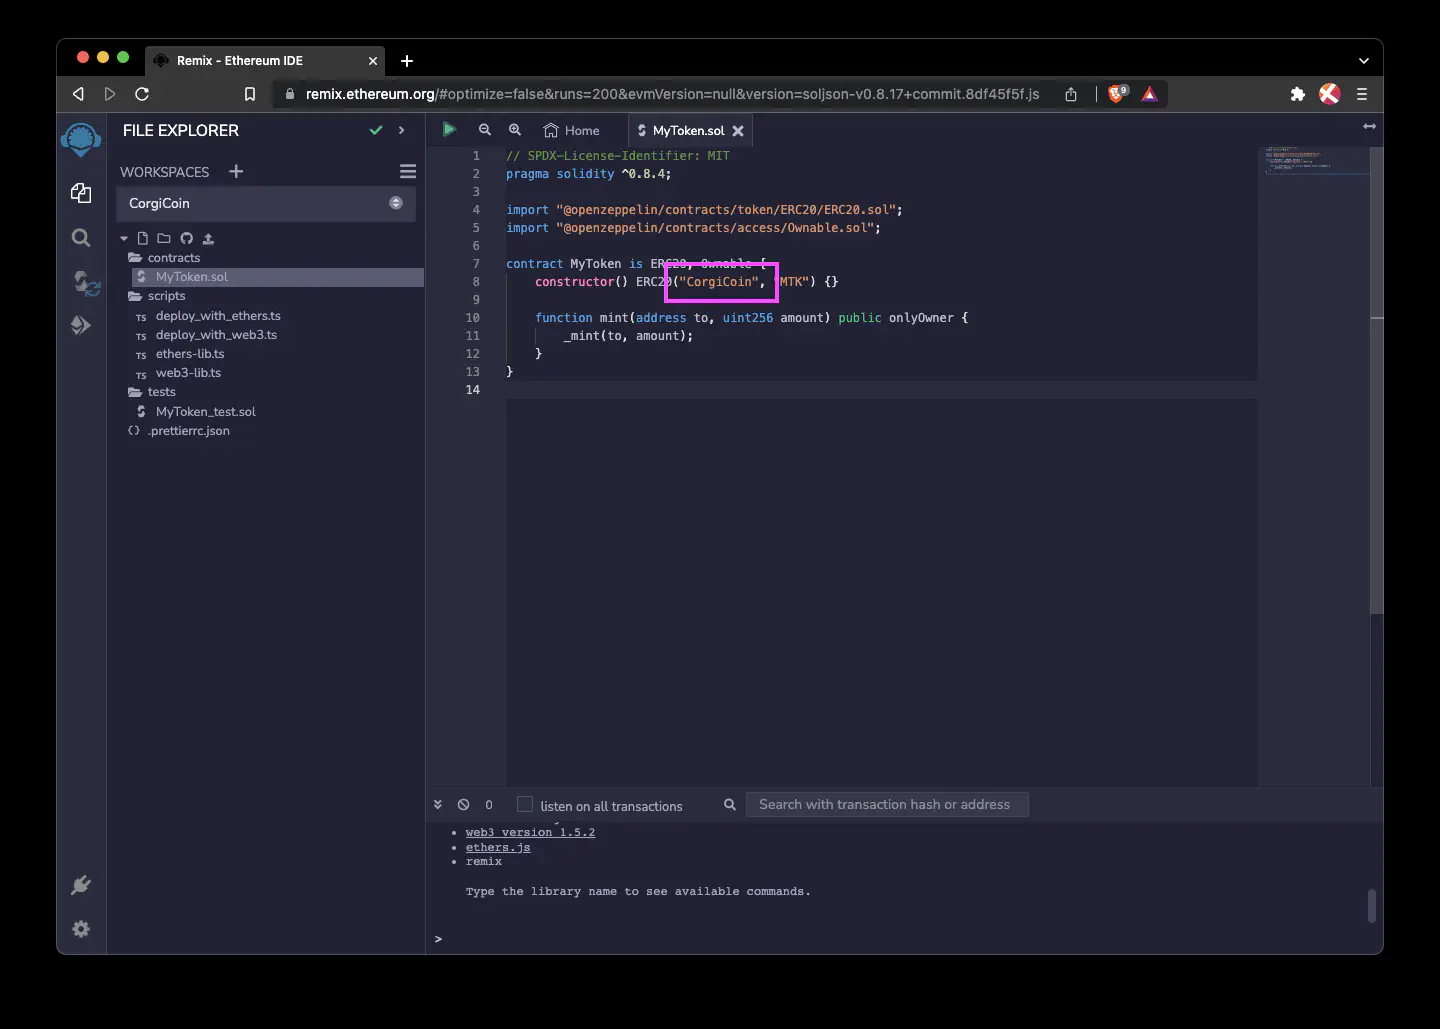 Remix - Ethereum IDE
remix.ethereum.org/#optimize=false&runs=200&evmVersion=null&version=soljson-v0.8.17+commit.8df45f5f.js
9
FILE EXPLORER
WORKSPACES
CorgiCoin
contracts
MyToken.sol
scripts
TS deploy_with_ethers.ts
TS deploy_with_web3.ts
TS ethers-lib.ts
TS web3-lib.ts
tests
MyToken_test.sol
{} .prettierrc.json
Home
MyToken.sol
1 // SPDX-License-Identifier: MIT
2 pragma solidity ^0.8.4;
3
4 import "@openzeppelin/contracts/token/ERC20/ERC20.sol";
5 import "@openzeppelin/contracts/access/Ownable.sol";
6
7 contract MyToken is ERC20, Ownable {
8 constructor() ERC20("CorgiCoin", "MTK") {}
9
10 function mint(address to, uint256 amount) public onlyOwner {
11 _mint(to, amount);
12 }
13 }
14
0
listen on all transactions
Search with transaction hash or address
• web3 version 1.5.2
• ethers.js
• remix
Type the library name to see available commands.
>